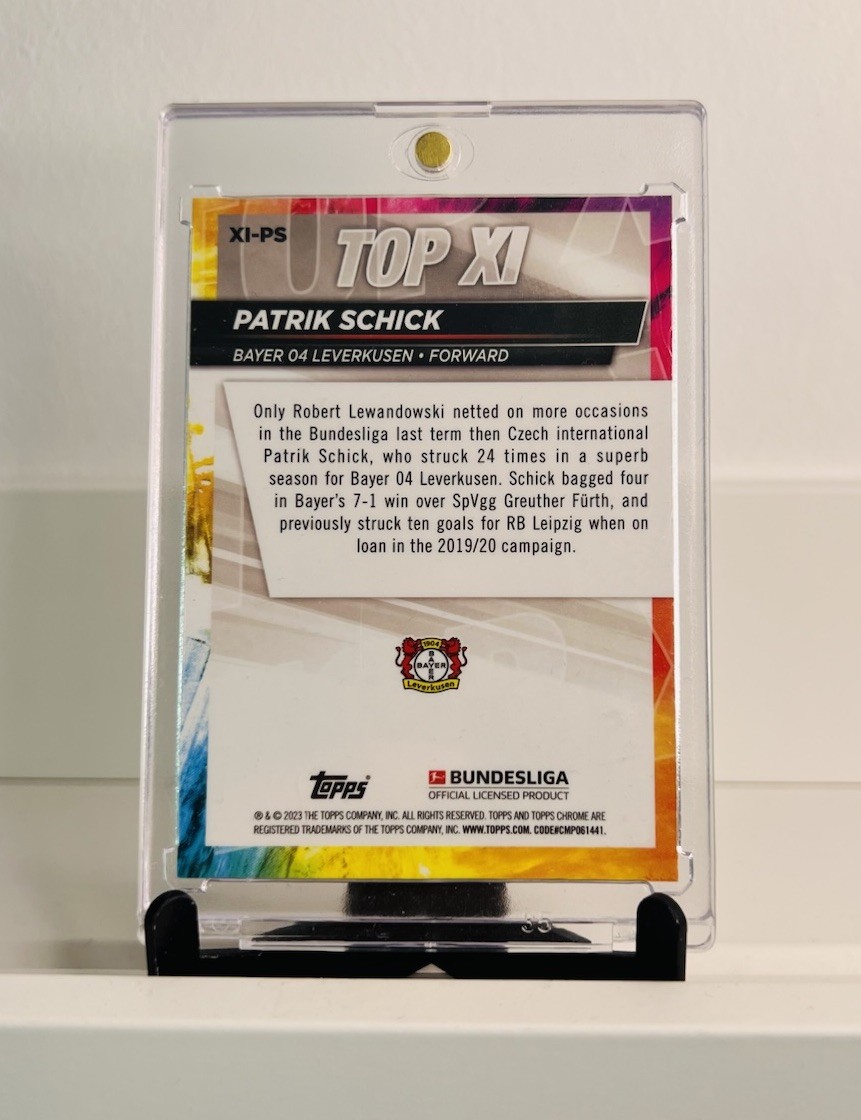 XI-PS
TOP XI
PATRIK SCHICK
BAYER 04 LEVERKUSEN • FORWARD
Only Robert Lewandowski netted on more occasions
in the Bundesliga last term then Czech international
Patrik Schick, who struck 24 times in a superb
season for Bayer 04 Leverkusen. Schick bagged four
in Bayer's 7-1 win over SpVgg Greuther Fürth, and
previously struck ten goals for RB Leipzig when on
loan in the 2019/20 campaign.
1904
BAYER
BAYER
Leverkusen
Topps®
BUNDESLIGA
OFFICIAL LICENSED PRODUCT
® & © 2023 THE TOPPS COMPANY, INC. ALL RIGHTS RESERVED. TOPPS AND TOPPS CHROME ARE
REGISTERED TRADEMARKS OF THE TOPPS COMPANY, INC. WWW.TOPPS.COM. CODE#CMP061441.
35